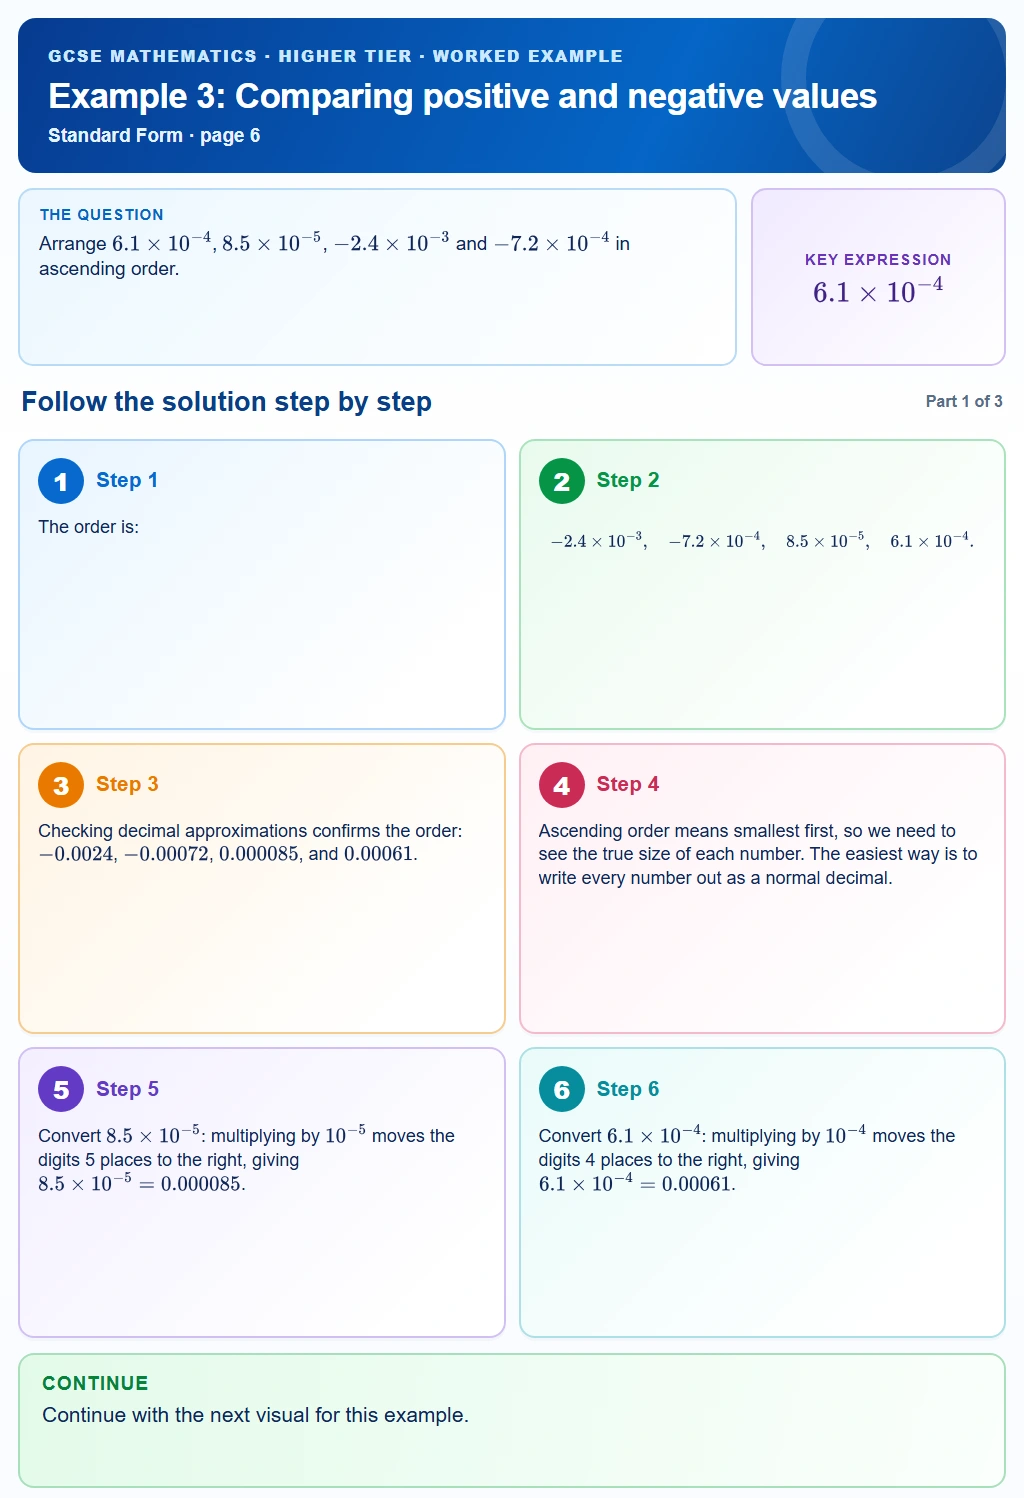 GCSE MATHEMATICS · HIGHER TIER · WORKED EXAMPLE
Example 3: Comparing positive and negative values
Standard Form · page 6
THE QUESTION
Arrange 6.1 × 10⁻⁴, 8.5 × 10⁻⁵, −2.4 × 10⁻³ and −7.2 × 10⁻⁴ in
ascending order.
KEY EXPRESSION
6.1 × 10⁻⁴
Follow the solution step by step
Part 1 of 3
1 Step 1
The order is:
2 Step 2
−2.4 × 10⁻³, −7.2 × 10⁻⁴, 8.5 × 10⁻⁵, 6.1 × 10⁻⁴.
3 Step 3
Checking decimal approximations confirms the order:
−0.0024, −0.00072, 0.000085, and 0.00061.
4 Step 4
Ascending order means smallest first, so we need to
see the true size of each number. The easiest way is to
write every number out as a normal decimal.
5 Step 5
Convert 8.5 × 10⁻⁵: multiplying by 10⁻⁵ moves the
digits 5 places to the right, giving
8.5 × 10⁻⁵ = 0.000085.
6 Step 6
Convert 6.1 × 10⁻⁴: multiplying by 10⁻⁴ moves the
digits 4 places to the right, giving
6.1 × 10⁻⁴ = 0.00061.
CONTINUE
Continue with the next visual for this example.